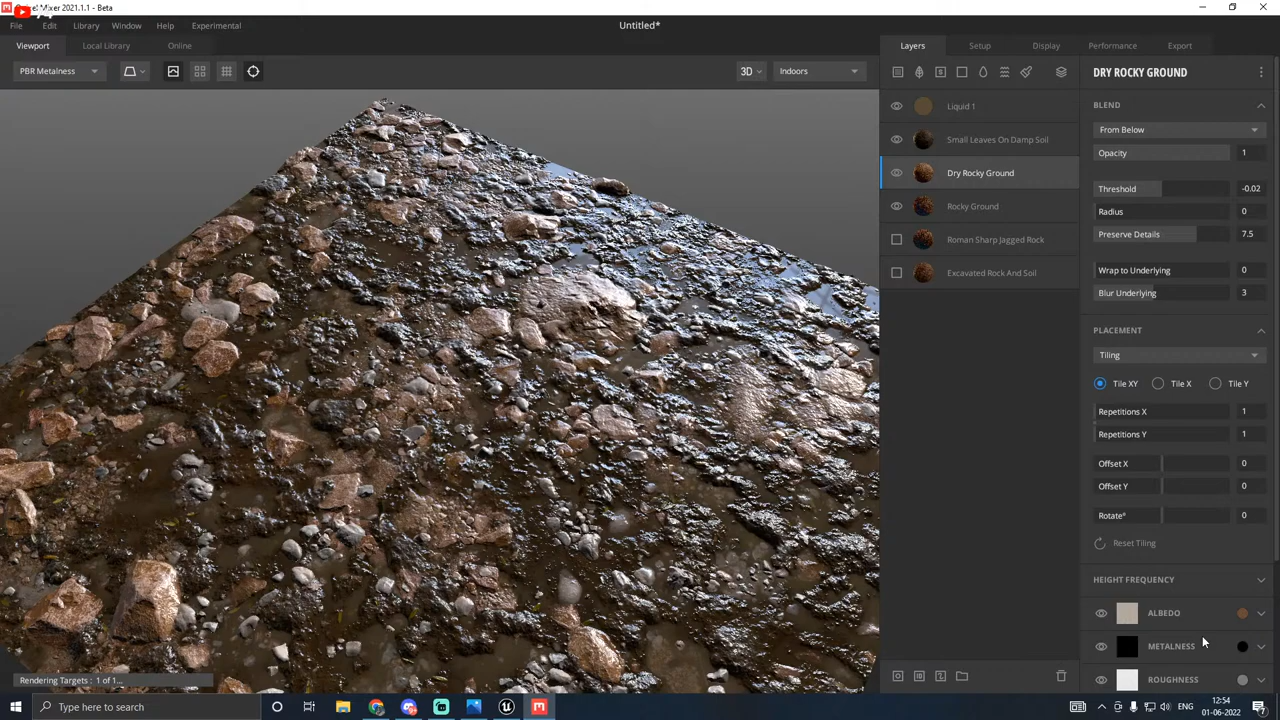 Mixer 2021.1.1 - Beta
File Edit Library Window Help Experimental
Untitled*
Viewport Local Library Online
Layers Setup Display Performance Export
PBR Metalness
3D Indoors
DRY ROCKY GROUND
Liquid 1
Small Leaves On Damp Soil
Dry Rocky Ground
Rocky Ground
Roman Sharp Jagged Rock
Excavated Rock And Soil
BLEND
From Below
Opacity 1
Threshold -0.02
Radius 0
Preserve Details 7.5
Wrap to Underlying 0
Blur Underlying 3
PLACEMENT
Tiling
Tile XY Tile X Tile Y
Repetitions X 1
Repetitions Y 1
Offset X 0
Offset Y 0
Rotate° 0
Reset Tiling
HEIGHT FREQUENCY
ALBEDO
METALNESS
ROUGHNESS
Rendering Targets : 1 of 1...
Type here to search
ENG
12:54
01-06-2022